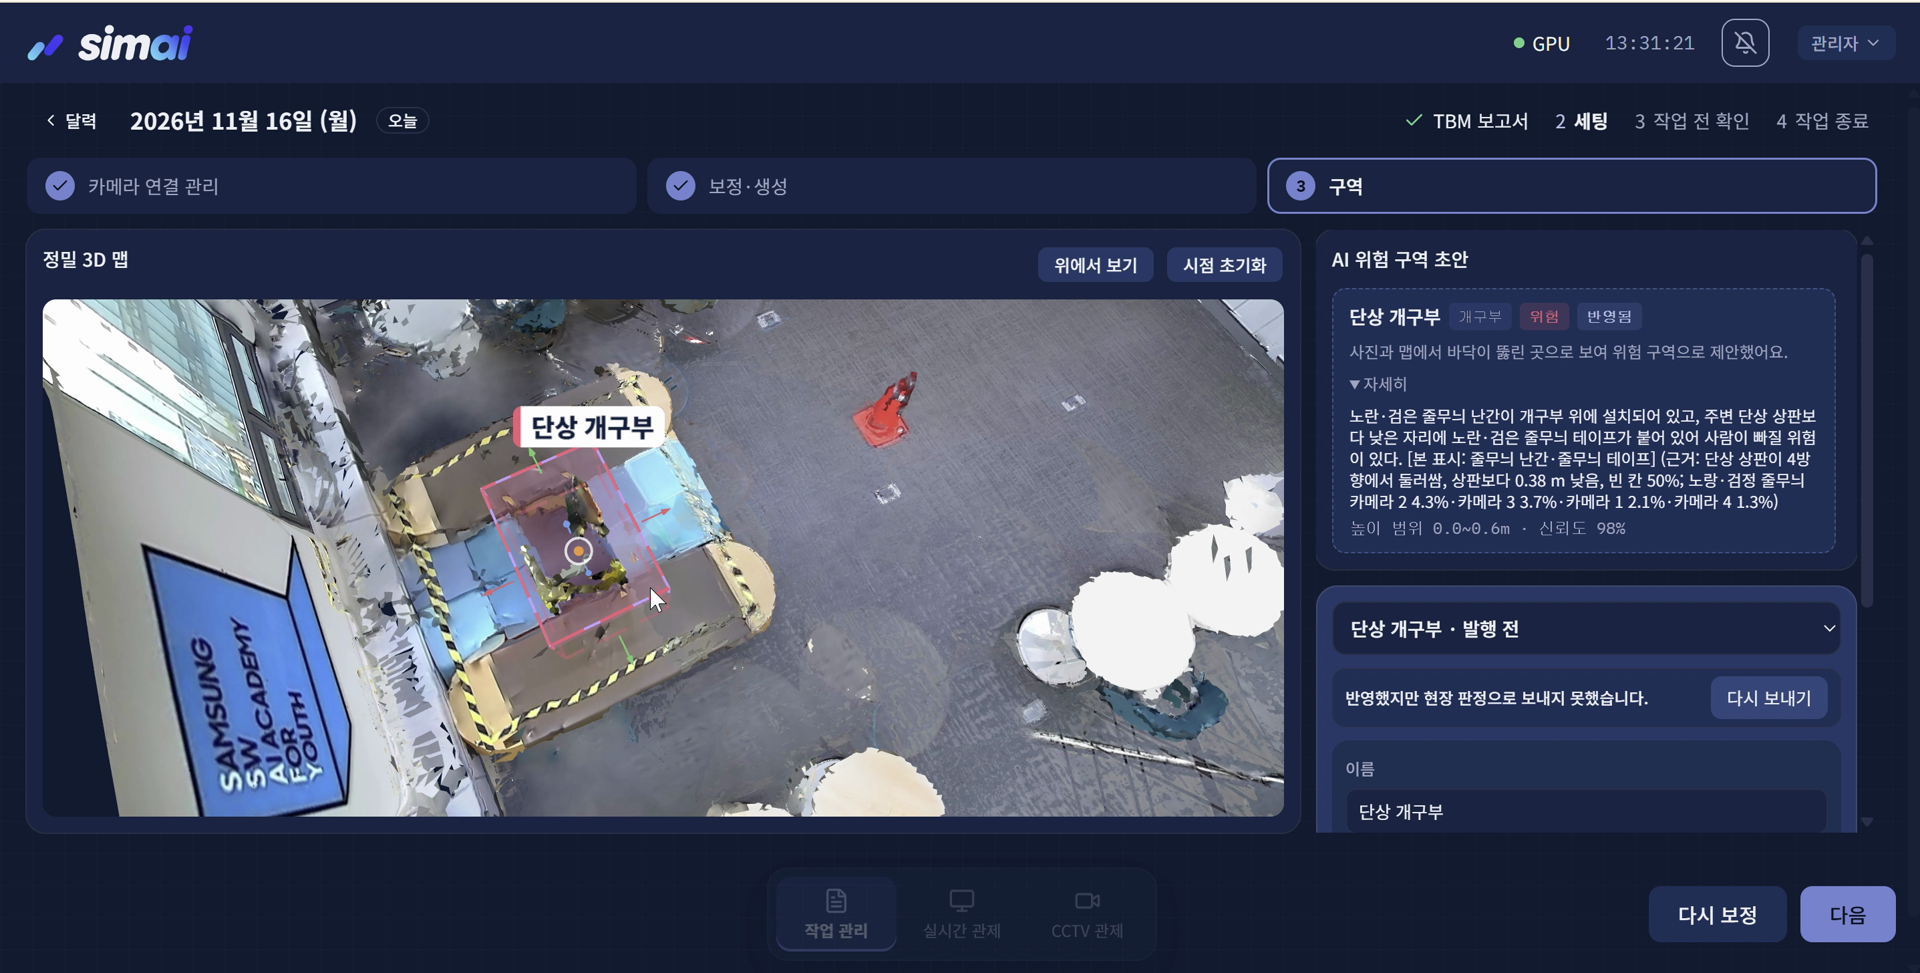 simai
GPU
13:31:21
관리자
달력
2026년 11월 16일 (월)
오늘
TBM 보고서
2 세팅
3 작업 전 확인
4 작업 종료
카메라 연결 관리
보정·생성
3 구역
정밀 3D 맵
위에서 보기
시점 초기화
단상 개구부
SAMSUNG
SW AI ACADEMY
FOR
YOUTH
AI 위험 구역 초안
단상 개구부 개구부 위험 반영됨
사진과 맵에서 바닥이 뚫린 곳으로 보여 위험 구역으로 제안했어요.
▼자세히
노란·검은 줄무늬 난간이 개구부 위에 설치되어 있고, 주변 단상 상판보
다 낮은 자리에 노란·검은 줄무늬 테이프가 붙어 있어 사람이 빠질 위험
이 있다. [본 표시: 줄무늬 난간·줄무늬 테이프] (근거: 단상 상판이 4방
향에서 둘러쌈, 상판보다 0.38 m 낮음, 빈 칸 50%; 노랑·검정 줄무늬
카메라 2 4.3%·카메라 3 3.7%·카메라 1 2.1%·카메라 4 1.3%)
높이 범위 0.0~0.6m · 신뢰도 98%
단상 개구부 · 발행 전
반영했지만 현장 판정으로 보내지 못했습니다.
다시 보내기
이름
단상 개구부
작업 관리
실시간 관제
CCTV 관제
다시 보정
다음